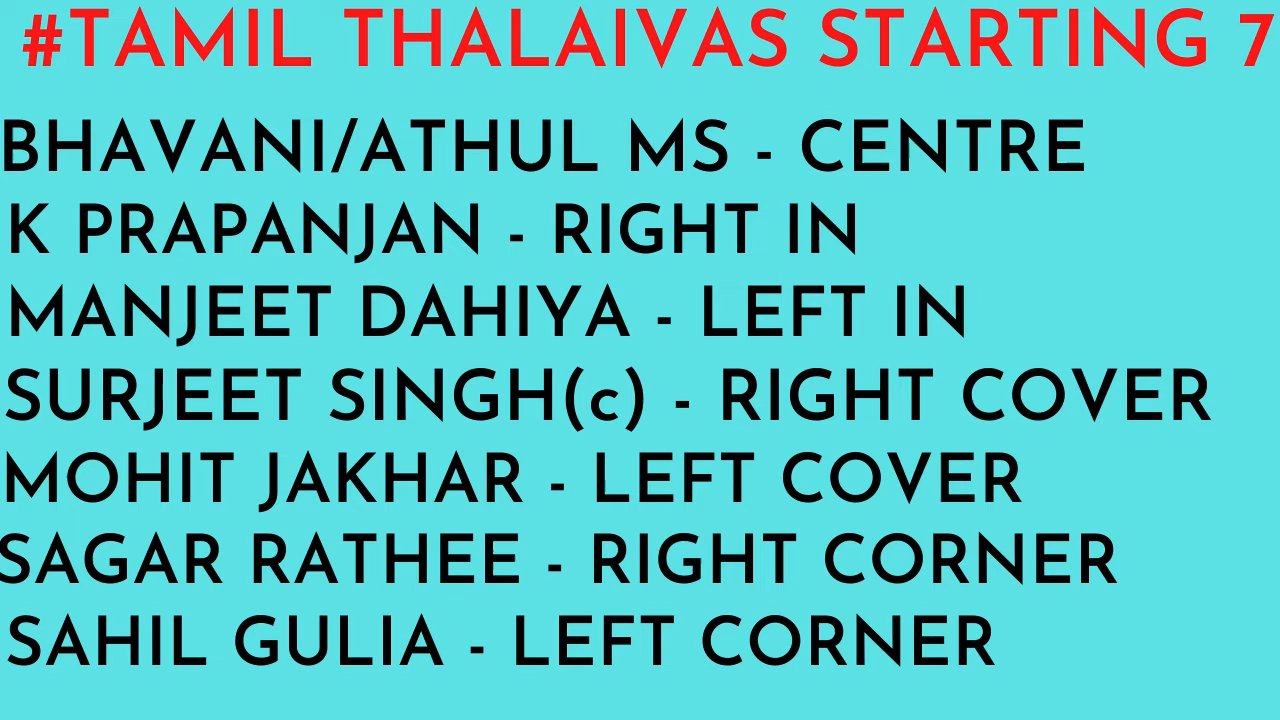 #TAMIL THALAIVAS STARTING 7
BHAVANI/ATHUL MS - CENTRE
K PRAPANJAN - RIGHT IN
MANJEET DAHIYA - LEFT IN
SURJEET SINGH(c) - RIGHT COVER
MOHIT JAKHAR - LEFT COVER
SAGAR RATHEE - RIGHT CORNER
SAHIL GULIA - LEFT CORNER